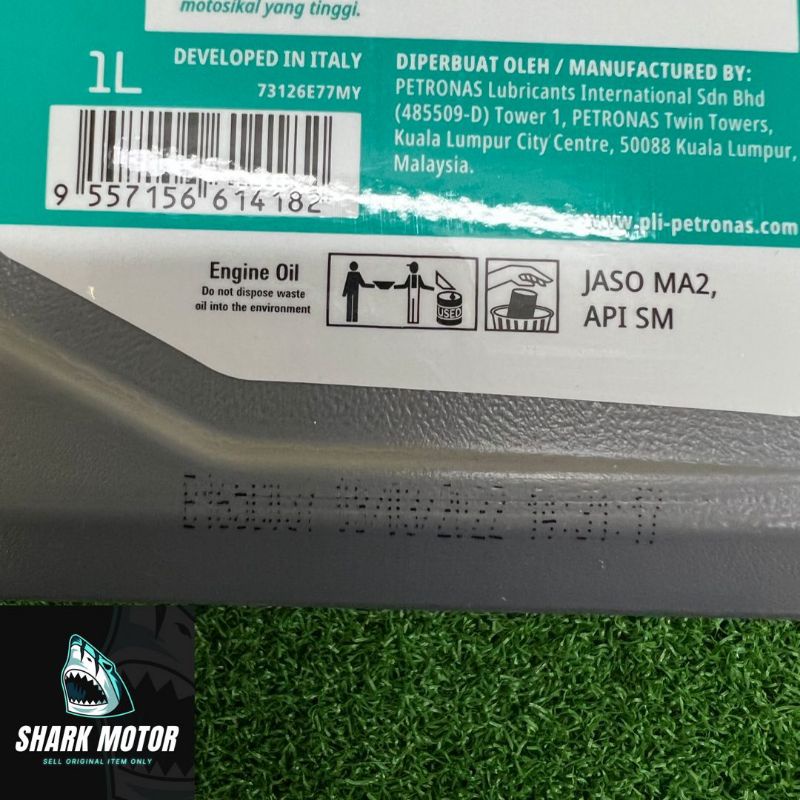 motosikal yang tinggi.
1L
DEVELOPED IN ITALY
73126E77MY
DIPERBUAT OLEH / MANUFACTURED BY:
PETRONAS Lubricants International Sdn Bhd
(485509-D) Tower 1, PETRONAS Twin Towers,
Kuala Lumpur City Centre, 50088 Kuala Lumpur,
Malaysia.
9 557156 614182
www.pli-petronas.com
Engine Oil
Do not dispose waste
oil into the environment
USED
JASO MA2,
API SM
SHARK MOTOR
SELL ORIGINAL ITEM ONLY